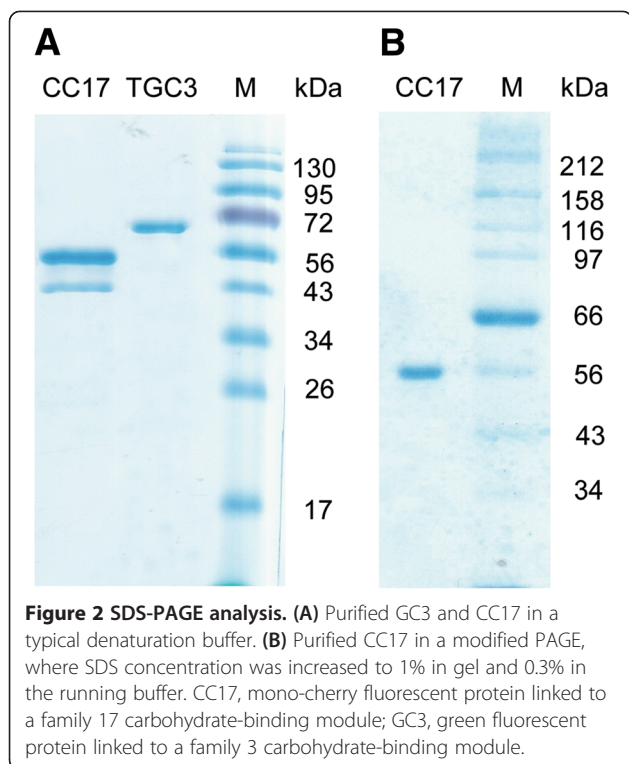 A
B
CC17 TGC3 M kDa
CC17 M kDa
130
95
72
56
43
34
26
17
212
158
116
97
66
56
43
34
Figure 2 SDS-PAGE analysis. (A) Purified GC3 and CC17 in a
typical denaturation buffer. (B) Purified CC17 in a modified PAGE,
where SDS concentration was increased to 1% in gel and 0.3% in
the running buffer. CC17, mono-cherry fluorescent protein linked to
a family 17 carbohydrate-binding module; GC3, green fluorescent
protein linked to a family 3 carbohydrate-binding module.